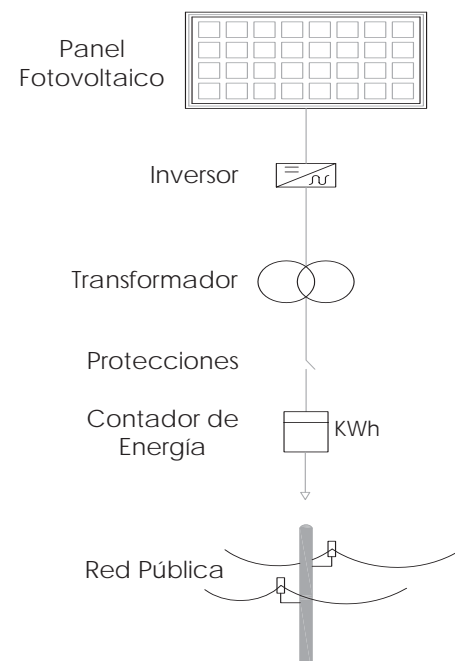 Panel
Fotovoltaico
Inversor
Transformador
Protecciones
Contador de
Energía
KWh
Red Pública